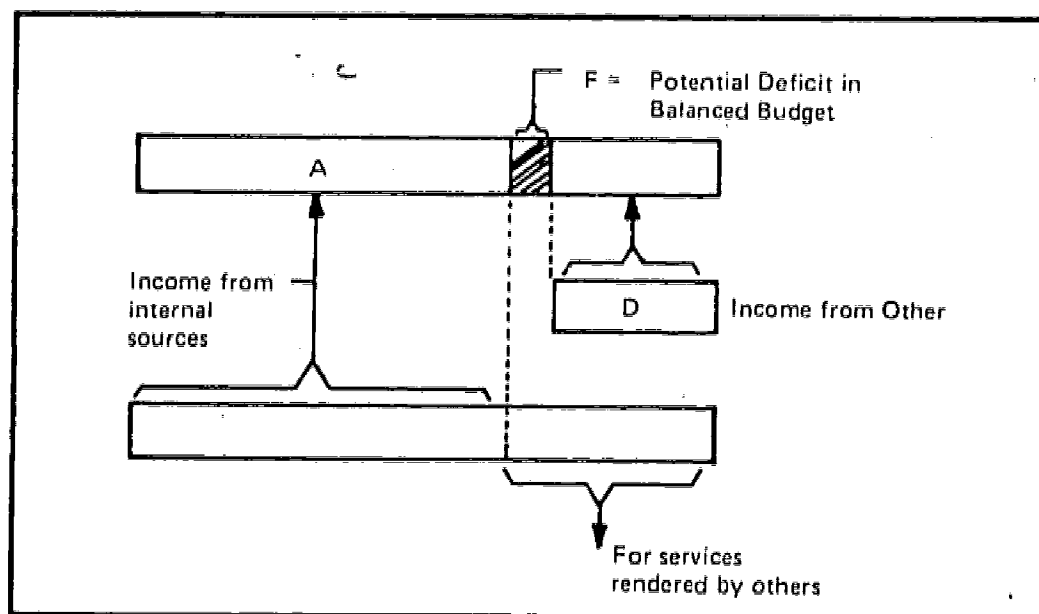 F = Potential Deficit in
Balanced Budget
A
Income from
internal
sources
D
Income from Other
For services
rendered by others